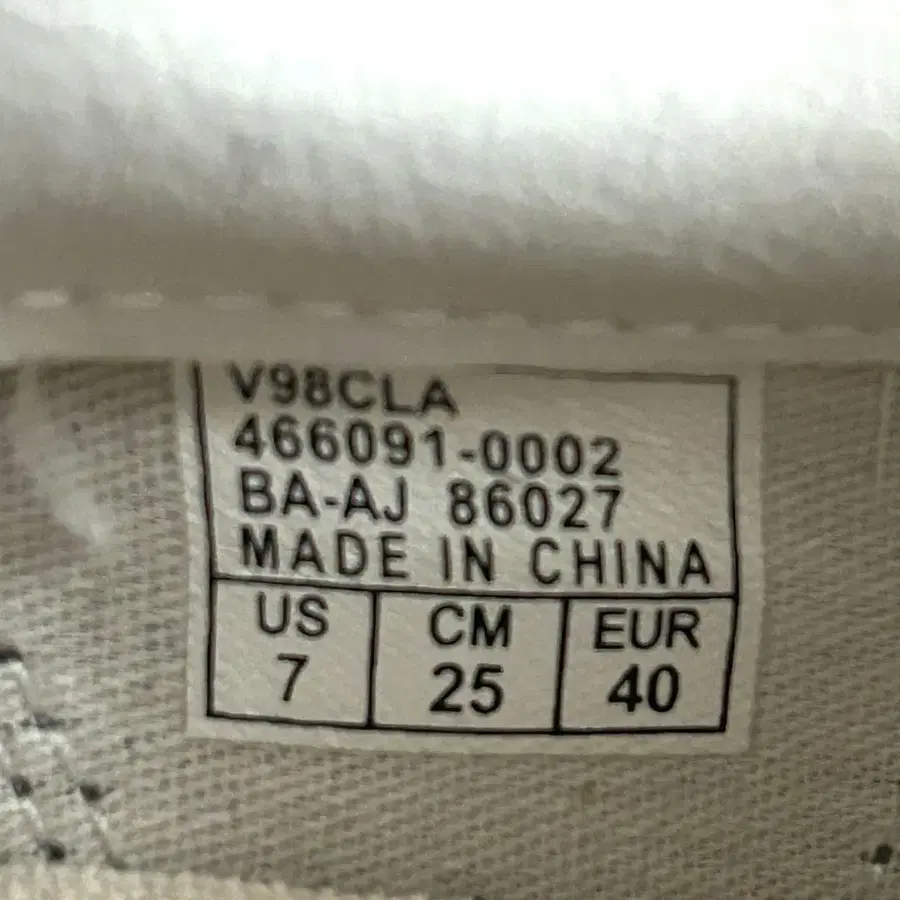 V98CLA
466091-0002
BA-AJ 86027
MADE IN CHINA
US CM EUR
7 25 40